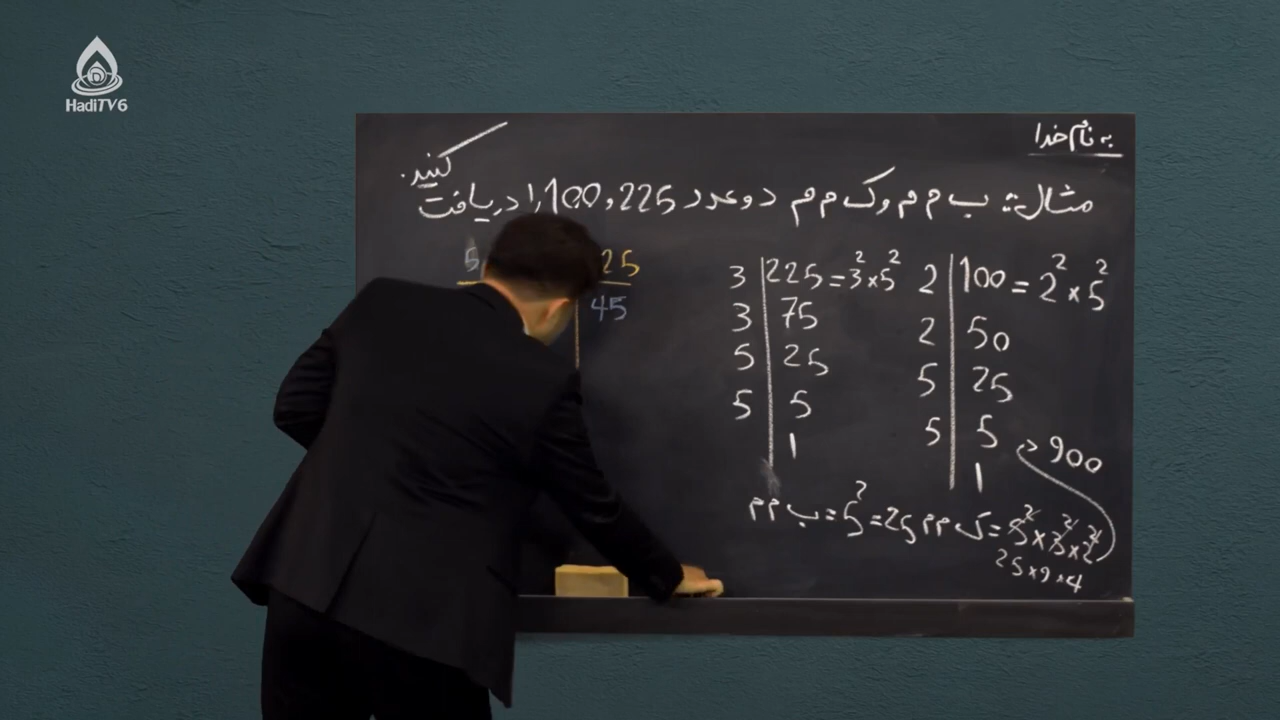 HadiTV6
به نام خدا
مثال: ب م م و ک م م دو عدد 225 و 100 را دریافت
کنید.
5
25
45
3 | 225 = 3² × 5²
3 | 75
5 | 25
5 | 5
1
2 | 100 = 2² × 5²
2 | 50
5 | 25
5 | 5
1
900
ب م م = 5² = 25
ک م م = 5² × 3² × 2²
25 × 9 × 4